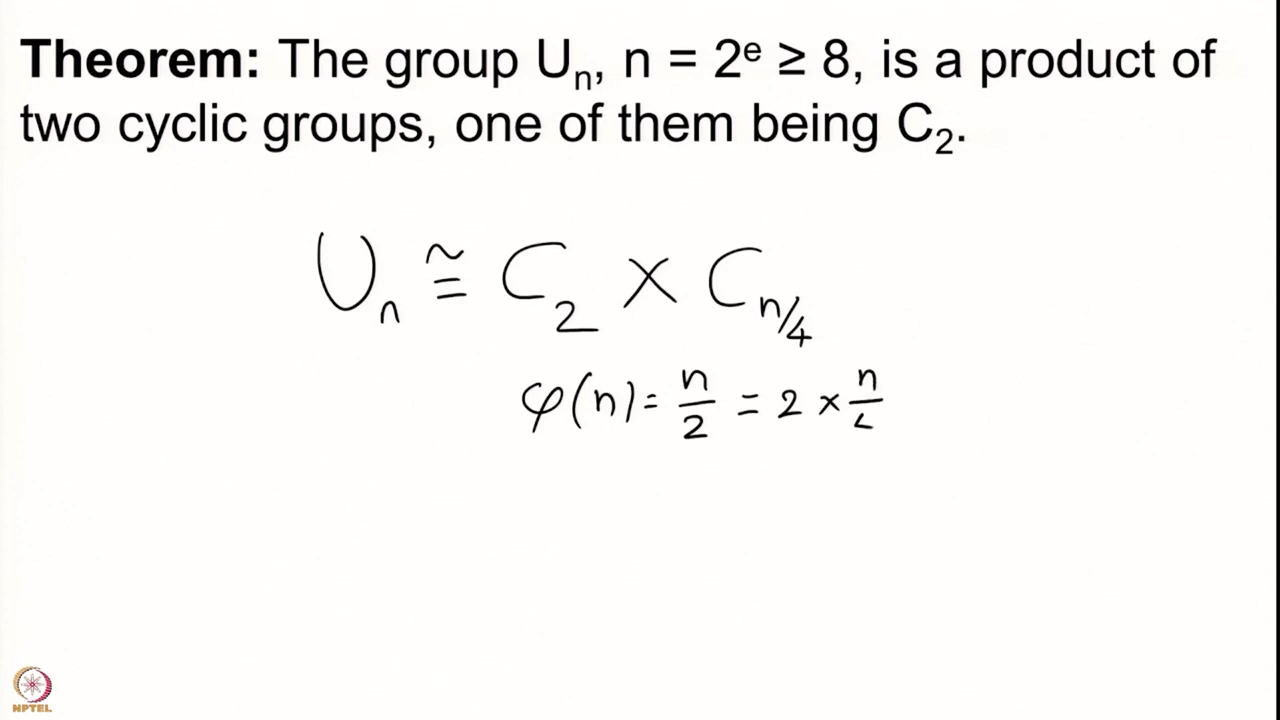 Theorem: The group Uₙ, n = 2ᵉ ≥ 8, is a product of
two cyclic groups, one of them being C₂.
Uₙ ≅ C₂ × C_{n/4}
φ(n) = n/2 = 2 × n/4
NPTEL